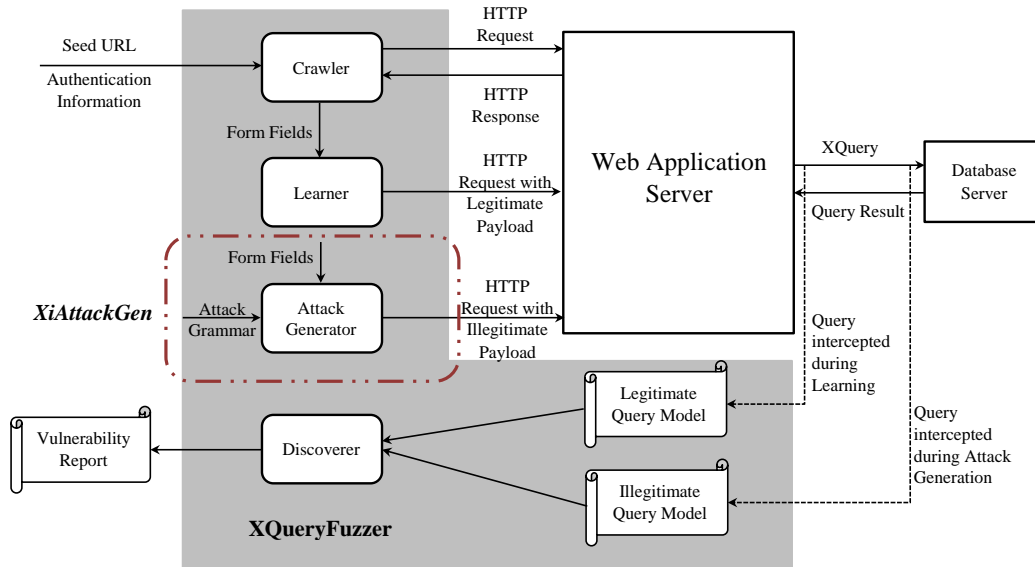 Seed URL
Authentication
Information
Crawler
HTTP
Request
HTTP
Response
Form Fields
Learner
HTTP
Request with
Legitimate
Payload
Web Application
Server
XQuery
Query Result
Database
Server
Form Fields
XiAttackGen
Attack
Grammar
Attack
Generator
HTTP
Request with
Illegitimate
Payload
Query
intercepted
during
Learning
Query
intercepted
during Attack
Generation
Legitimate
Query Model
Vulnerability
Report
Discoverer
Illegitimate
Query Model
XQueryFuzzer